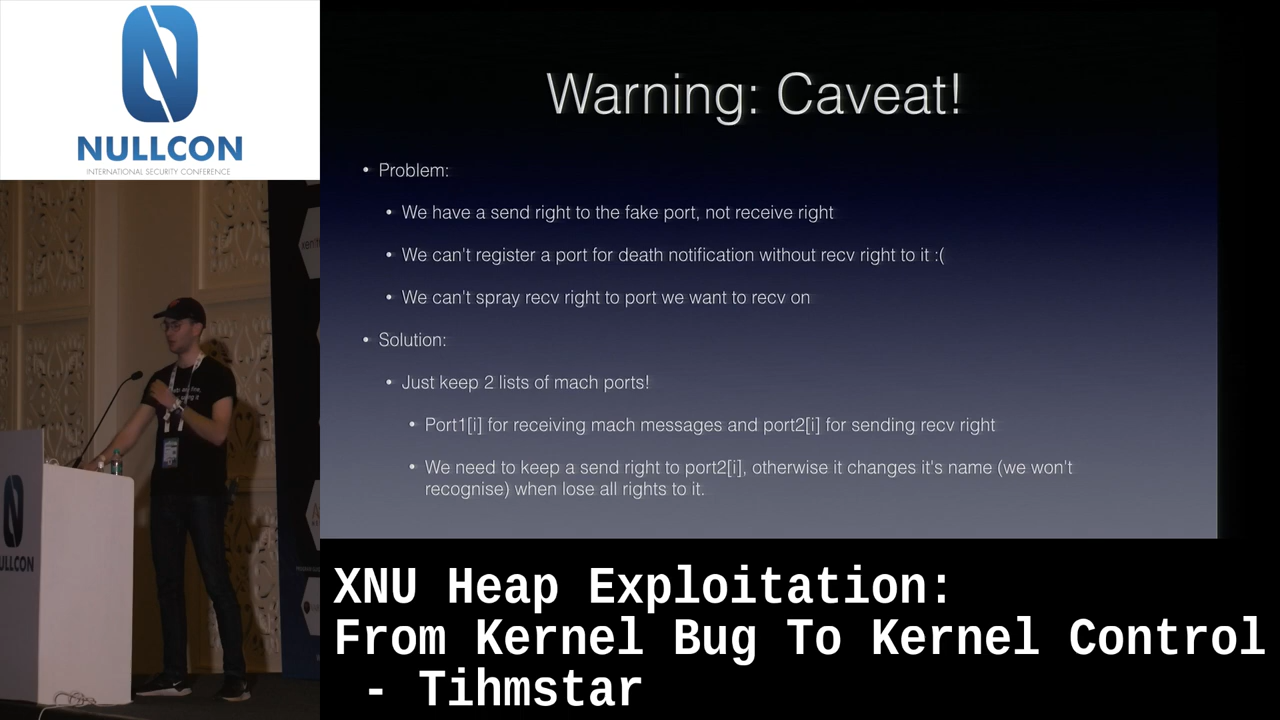 NULLCON
INTERNATIONAL SECURITY CONFERENCE
Warning: Caveat!
• Problem:
• We have a send right to the fake port, not receive right
• We can't register a port for death notification without recv right to it :(
• We can't spray recv right to port we want to recv on
• Solution:
• Just keep 2 lists of mach ports!
• Port1[i] for receiving mach messages and port2[i] for sending recv right
• We need to keep a send right to port2[i], otherwise it changes it's name (we won't
recognise) when lose all rights to it.
NULLCON
XNU Heap Exploitation:
From Kernel Bug To Kernel Control
- Tihmstar